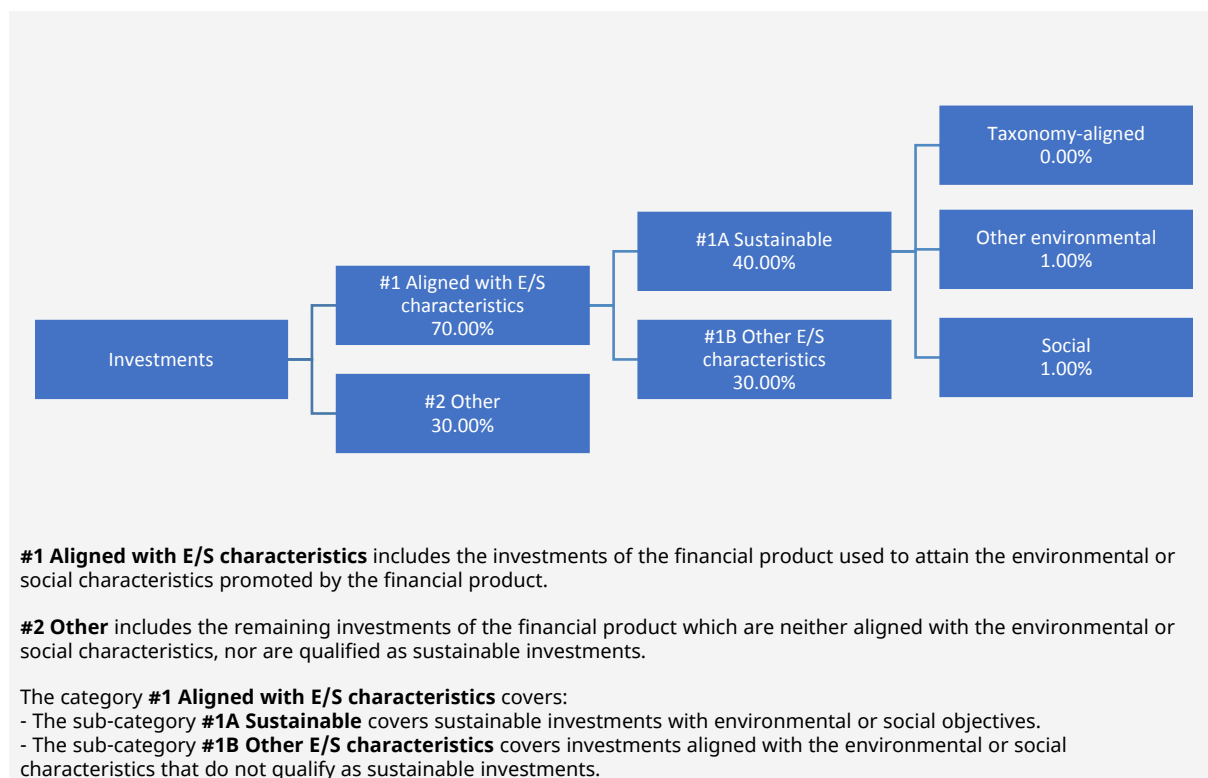 Investments
#1 Aligned with E/S
characteristics
70.00%
#2 Other
30.00%
#1A Sustainable
40.00%
#1B Other E/S
characteristics
30.00%
Taxonomy-aligned
0.00%
Other environmental
1.00%
Social
1.00%
#1 Aligned with E/S characteristics includes the investments of the financial product used to attain the environmental or
social characteristics promoted by the financial product.
#2 Other includes the remaining investments of the financial product which are neither aligned with the environmental or
social characteristics, nor are qualified as sustainable investments.
The category #1 Aligned with E/S characteristics covers:
- The sub-category #1A Sustainable covers sustainable investments with environmental or social objectives.
- The sub-category #1B Other E/S characteristics covers investments aligned with the environmental or social
characteristics that do not qualify as sustainable investments.